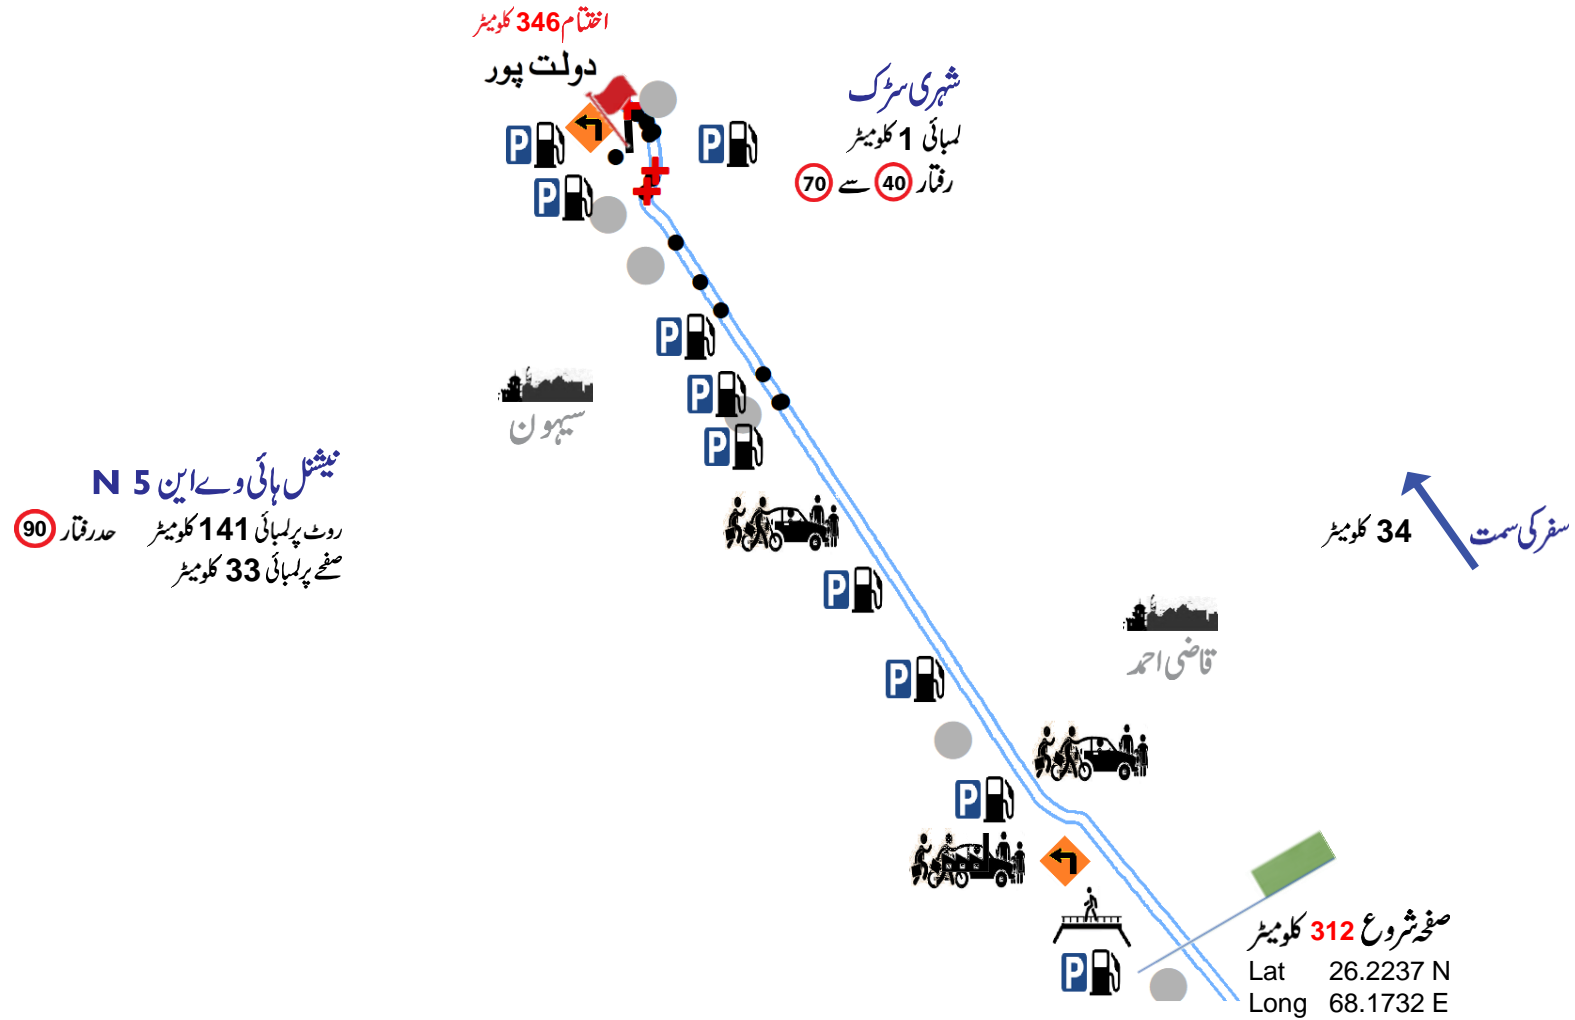 اختتام 346 کلومیٹر
دولت پور
شہری سڑک
لمبائی 1 کلومیٹر
رفتار 40 سے 70
P
P
P
P
P
P
سیہون
نیشنل ہائی وے این 5 N
روٹ پر لمبائی 141 کلومیٹر حد رفتار 90
صفحے پر لمبائی 33 کلومیٹر
سفر کی سمت
34 کلومیٹر
P
P
قاضی احمد
P
P
صفحہ شروع 312 کلومیٹر
Lat 26.2237 N
Long 68.1732 E